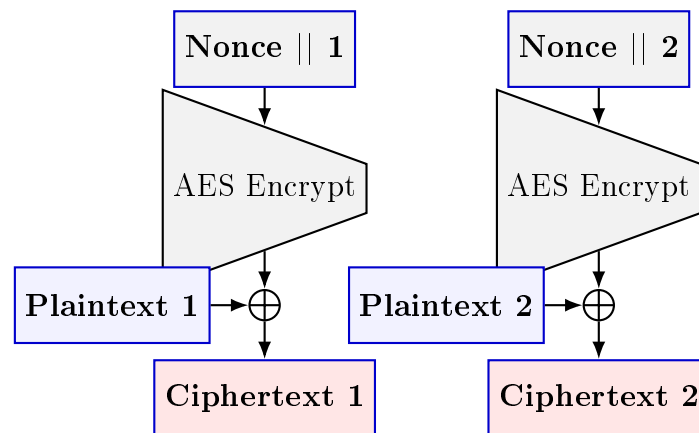 Nonce || 1
Nonce || 2
AES Encrypt
AES Encrypt
Plaintext 1
Plaintext 2
Ciphertext 1
Ciphertext 2